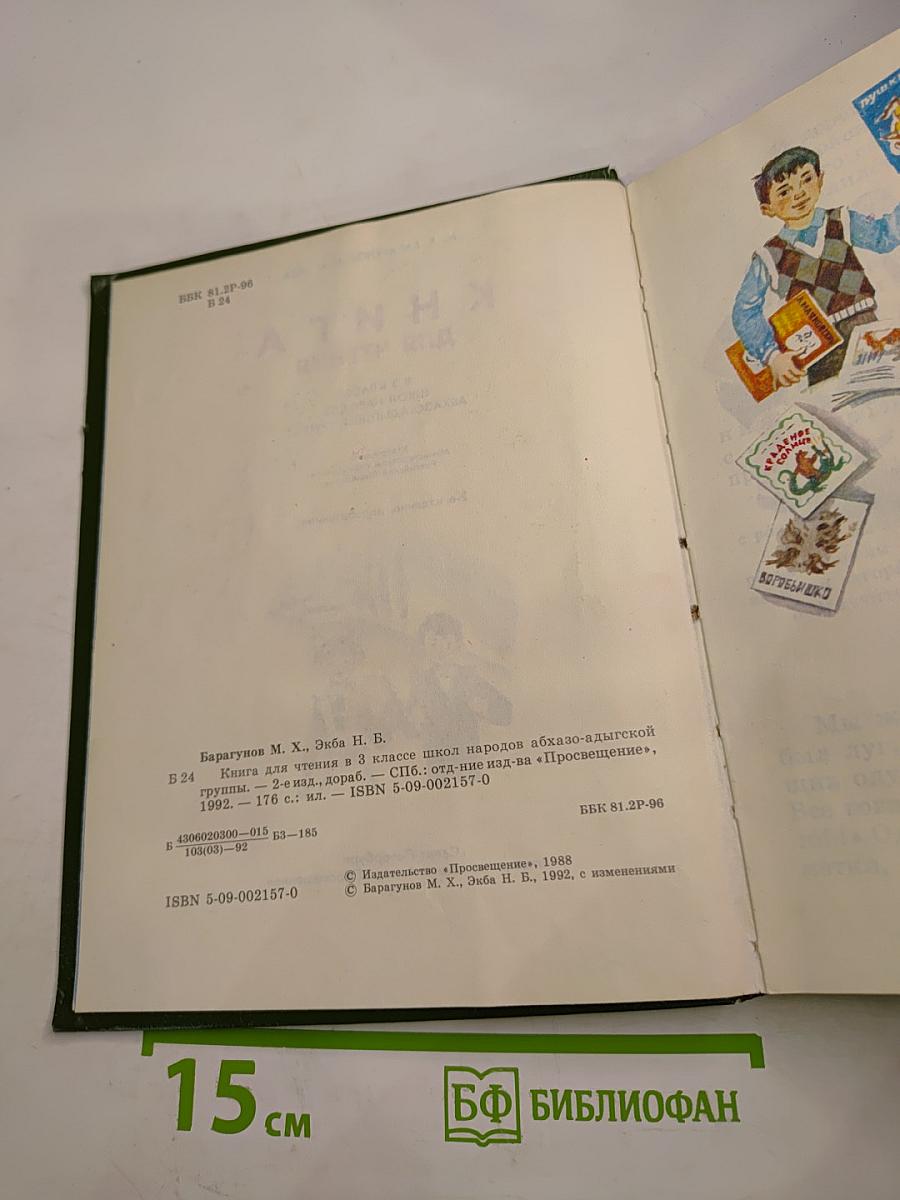 ББК 81.2Р-96
Б 24
Барагунов М. Х., Экба Н. Б.
Б 24 Книга для чтения в 3 классе школ народов абхазо-адыгской
группы. — 2-е изд., дораб. — СПб.: отд-ние изд-ва «Просвещение»,
1992. — 176 с.: ил. — ISBN 5-09-002157-0
Б 4306020300—015 БЗ—185
103(03)—92
ББК 81.2Р-96
ISBN 5-09-002157-0
© Издательство «Просвещение», 1988
© Барагунов М. Х., Экба Н. Б., 1992, с изменениями
КРАДЕНОЕ
СОЛНЦЕ
ВОРОБЬИШКО
15 см
БФ БИБЛИОФАН